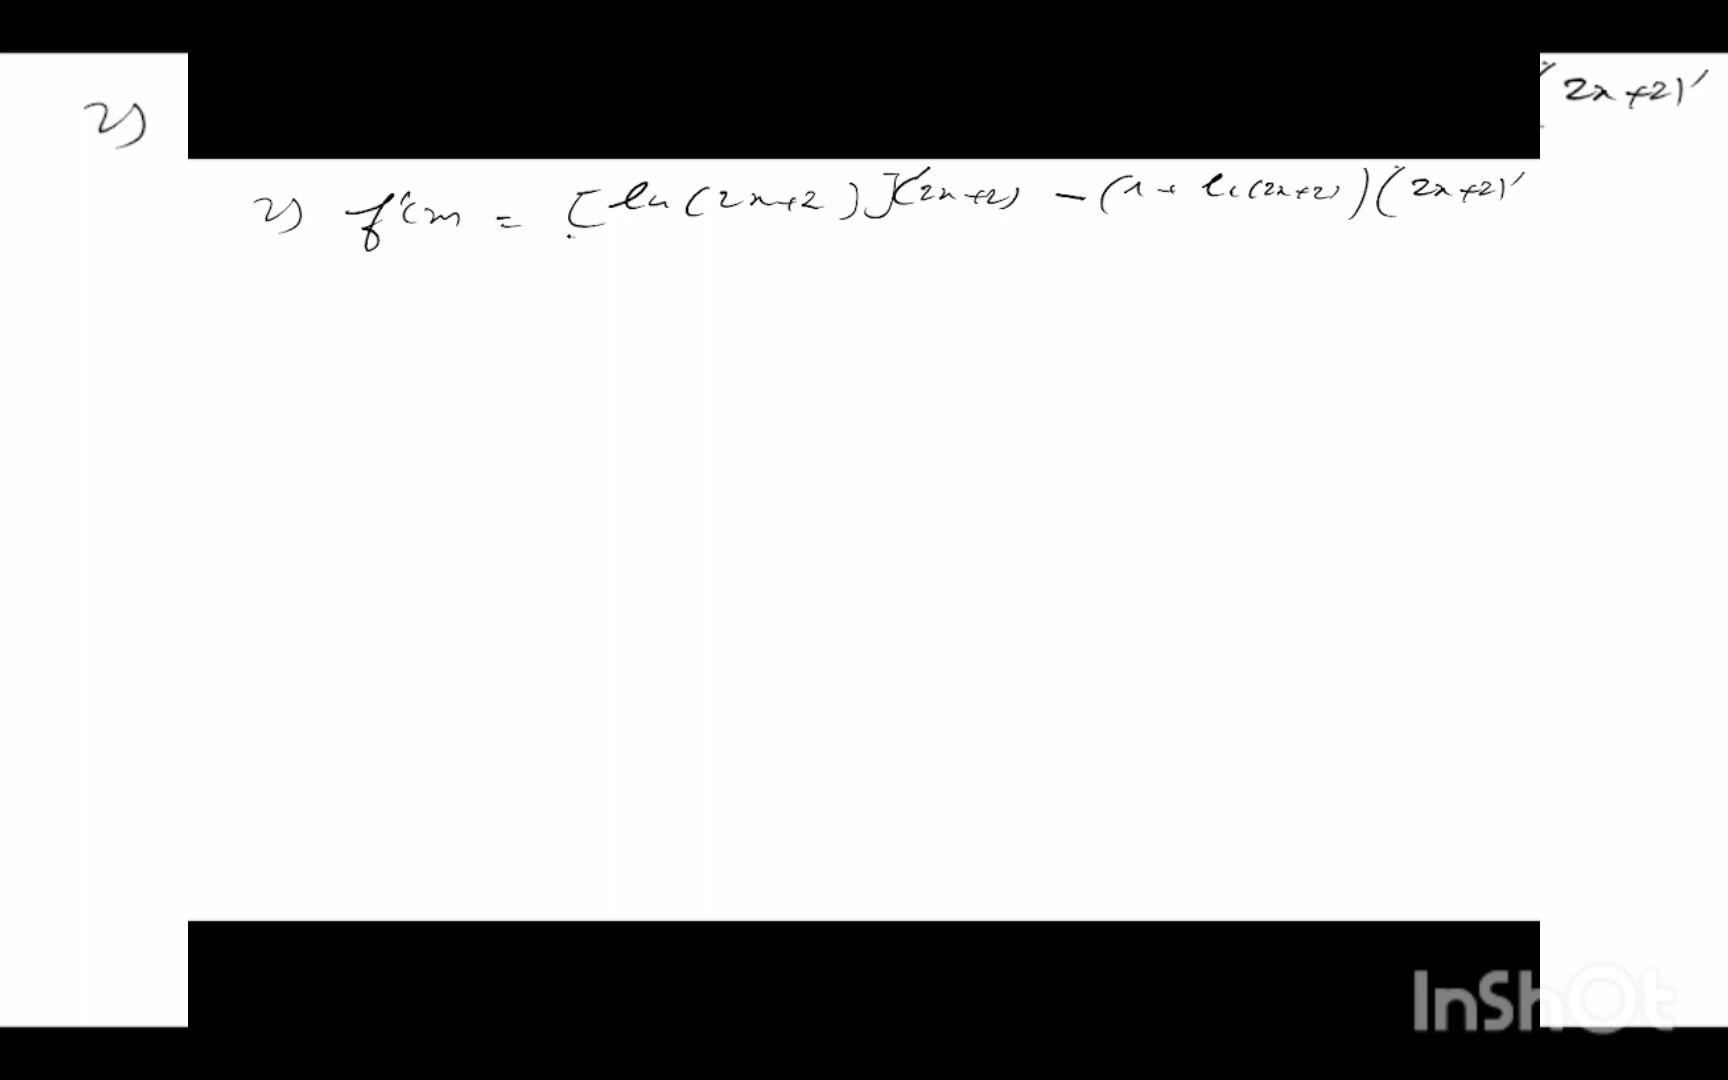 2) (2x+2)'
2) f'(x) = [ln(2x+2)]'(2x+2) - (1+ln(2x+2))(2x+2)'
InShot